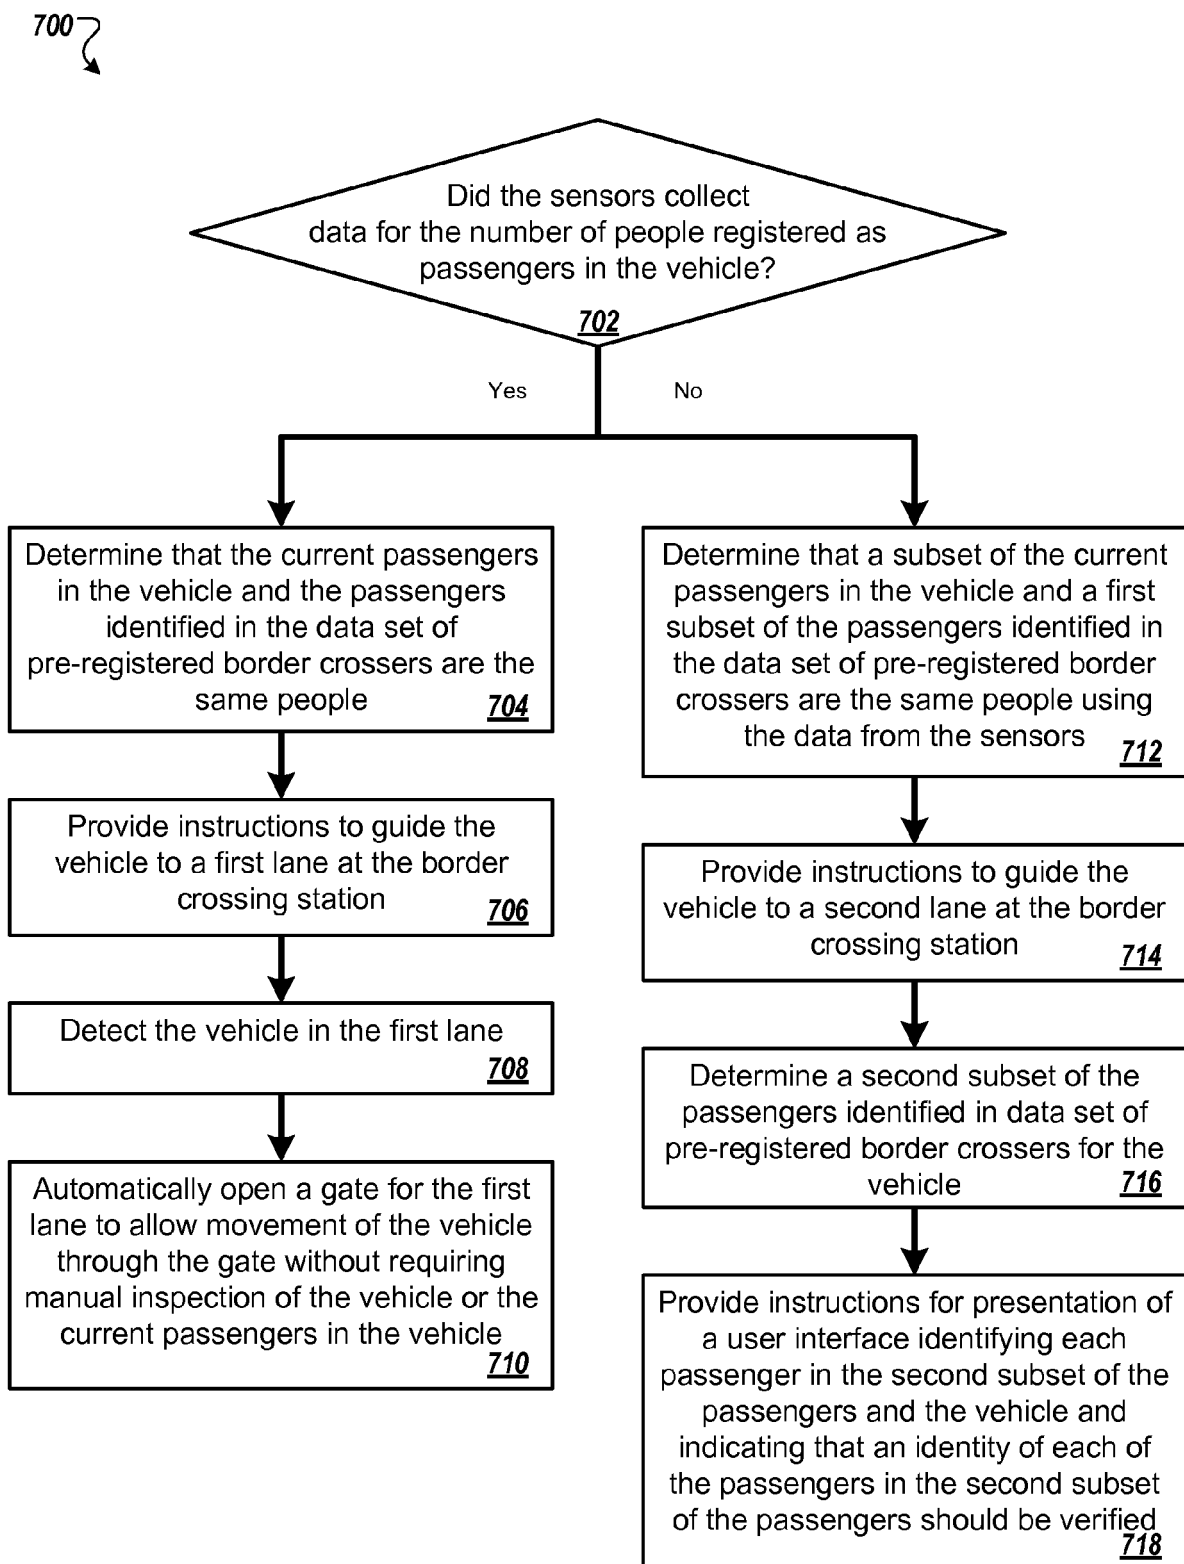 700
Did the sensors collect
data for the number of people registered as
passengers in the vehicle?
702
Yes
No
Determine that the current passengers
in the vehicle and the passengers
identified in the data set of
pre-registered border crossers are the
same people
704
Provide instructions to guide the
vehicle to a first lane at the border
crossing station
706
Detect the vehicle in the first lane
708
Automatically open a gate for the first
lane to allow movement of the vehicle
through the gate without requiring
manual inspection of the vehicle or the
current passengers in the vehicle
710
Determine that a subset of the current
passengers in the vehicle and a first
subset of the passengers identified in
the data set of pre-registered border
crossers are the same people using
the data from the sensors
712
Provide instructions to guide the
vehicle to a second lane at the border
crossing station
714
Determine a second subset of the
passengers identified in data set of
pre-registered border crossers for the
vehicle
716
Provide instructions for presentation of
a user interface identifying each
passenger in the second subset of the
passengers and the vehicle and
indicating that an identity of each of
the passengers in the second subset
of the passengers should be verified
718